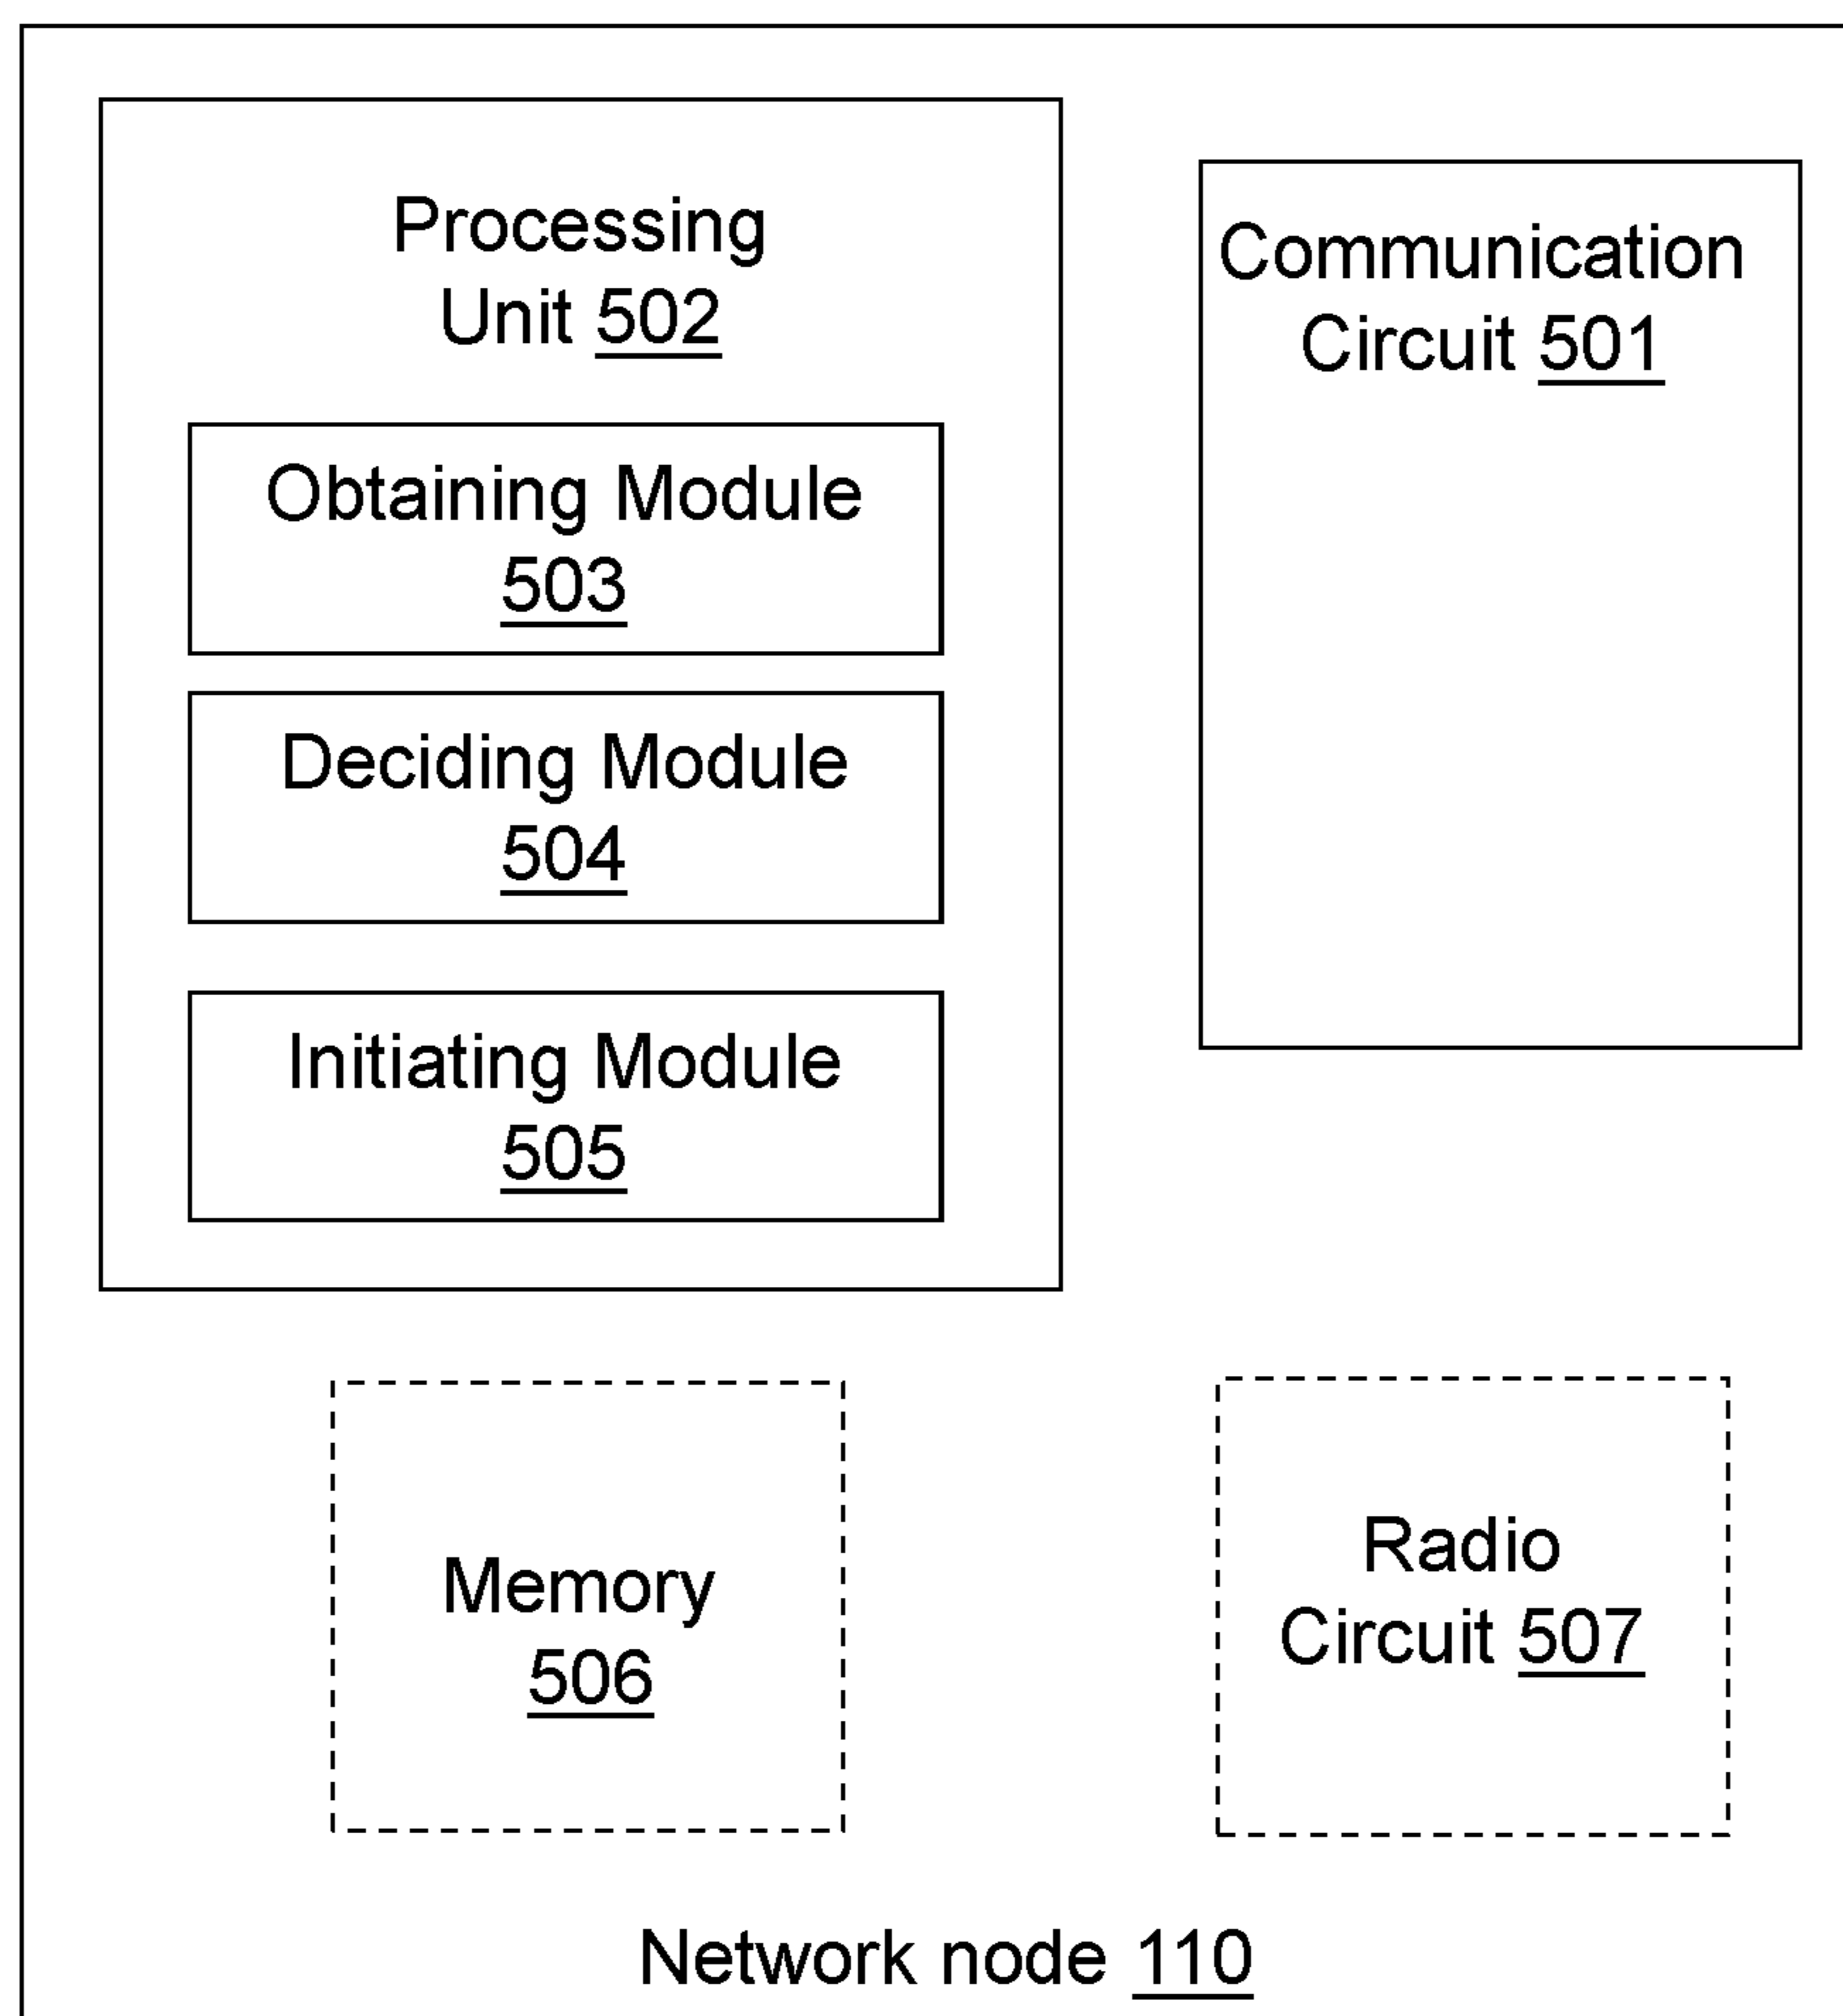 Processing
Unit 502
Communication
Circuit 501
Obtaining Module
503
Deciding Module
504
Initiating Module
505
Memory
506
Radio
Circuit 507
Network node 110